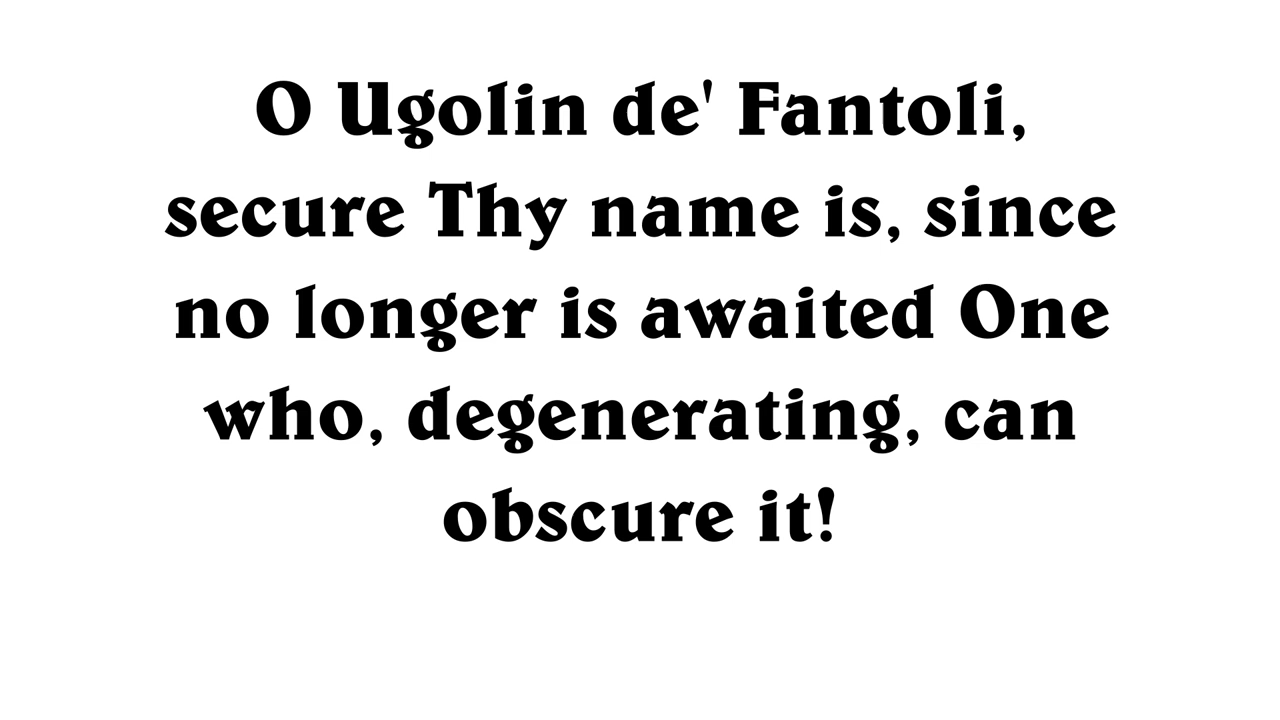 O Ugolin de' Fantoli,
secure Thy name is, since
no longer is awaited One
who, degenerating, can
obscure it!